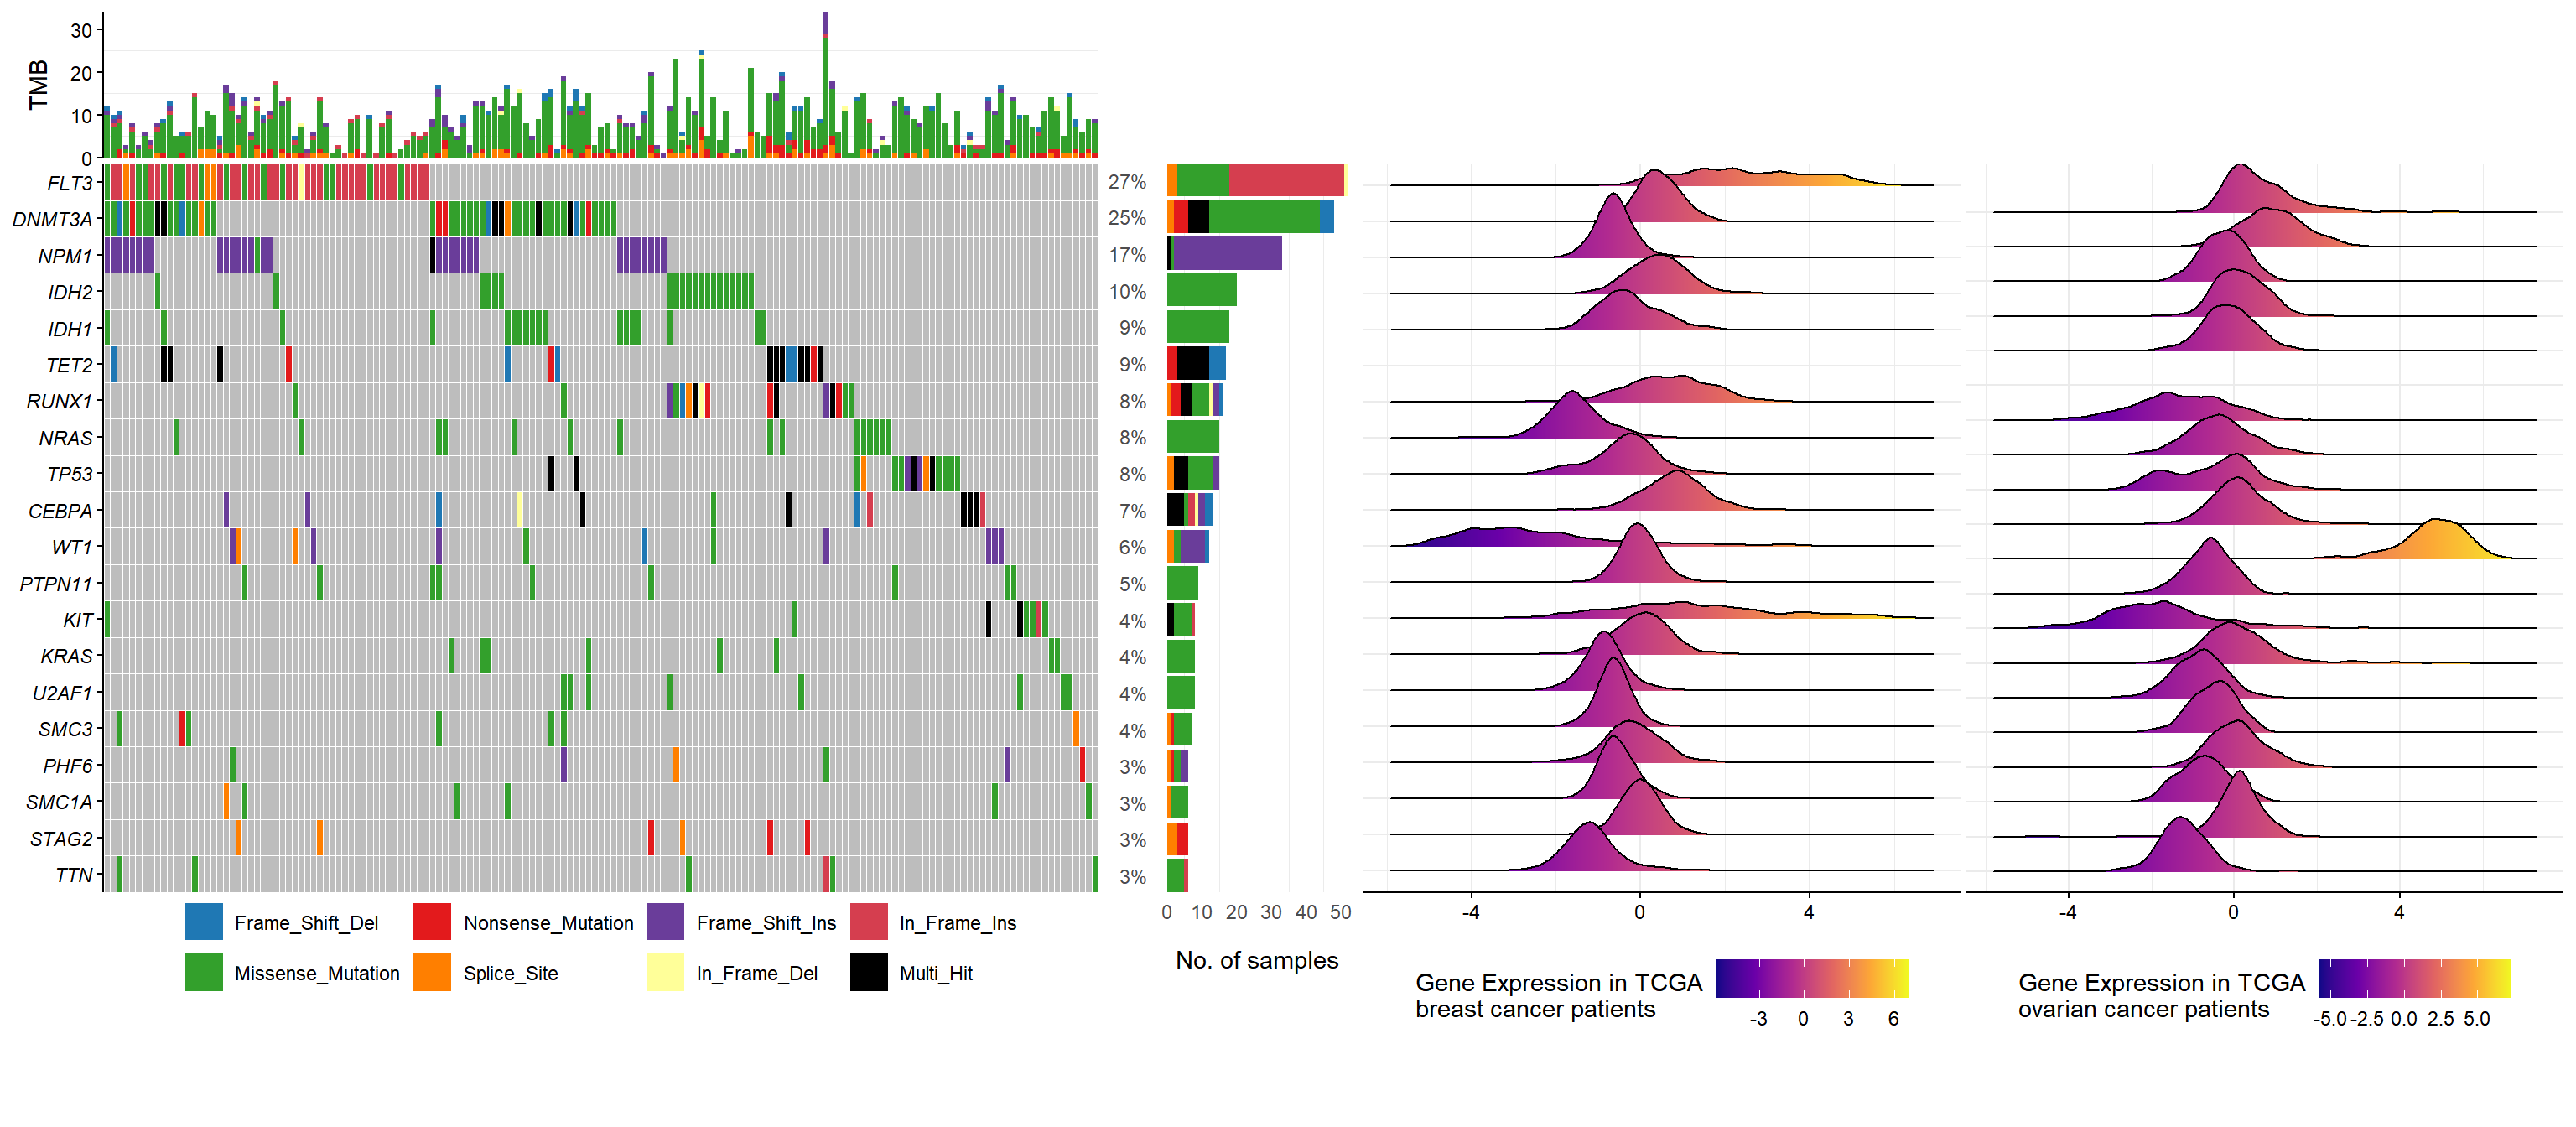 TMB
30
20
10
0
FLT3
27%
DNMT3A
25%
NPM1
17%
IDH2
10%
IDH1
9%
TET2
9%
RUNX1
8%
NRAS
8%
TP53
8%
CEBPA
7%
WT1
6%
PTPN11
5%
KIT
4%
KRAS
4%
U2AF1
4%
SMC3
4%
PHF6
3%
SMC1A
3%
STAG2
3%
TTN
3%
0 10 20 30 40 50
No. of samples
-4 0 4
-4 0 4
Frame_Shift_Del Nonsense_Mutation Frame_Shift_Ins In_Frame_Ins
Missense_Mutation Splice_Site In_Frame_Del Multi_Hit
Gene Expression in TCGA
breast cancer patients
-3 0 3 6
Gene Expression in TCGA
ovarian cancer patients
-5.0 -2.5 0.0 2.5 5.0